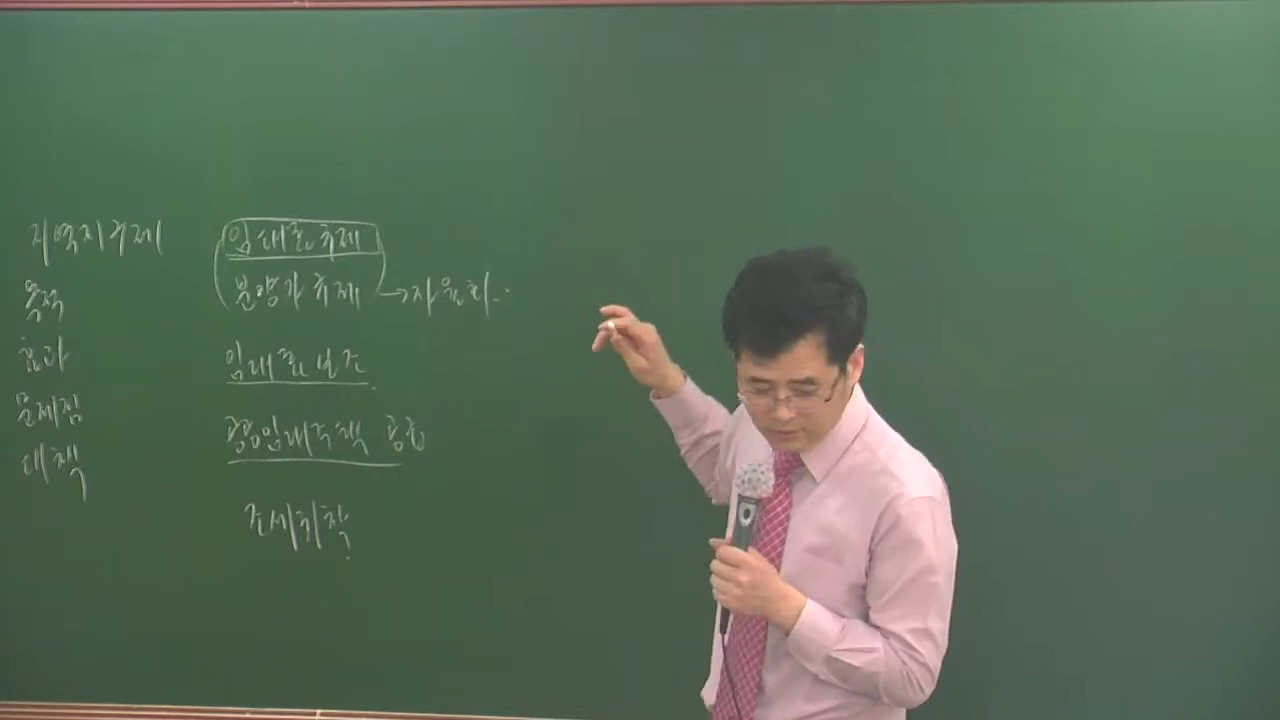 지역지구제
목적
효과
문제점
대책
임대료 규제
분양가 규제 → 자율화..
임대료 보조
공공임대주택 공급
조세귀착